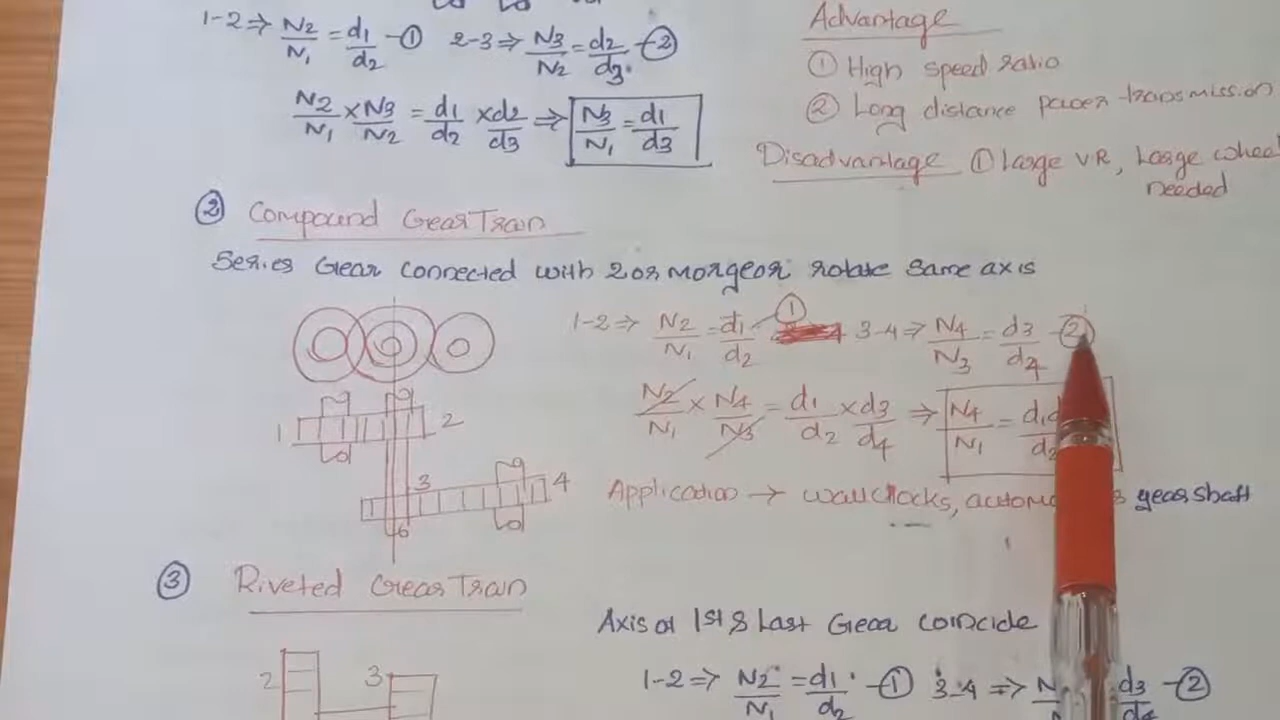 1-2 ⇒ N2/N1 = d1/d2 - ① 2-3 ⇒ N3/N2 = d2/d3 - ②
N2/N1 × N3/N2 = d1/d2 × d2/d3 ⇒ N3/N1 = d1/d3
Advantage
① High speed ratio
② Long distance power transmission
Disadvantage ① Large VR, Large wheel
needed
② Compound Gear Train
Series Gear connected with 2 or morgeor rotate same axis
1-2 ⇒ N2/N1 = d1/d2 - ① 3-4 ⇒ N4/N3 = d3/d4 - ②
N2/N1 × N4/N3 = d1/d2 × d3/d4 ⇒ N4/N1 =
1 2
3 4
6
Application → wall clocks, gear shaft
③ Riveted Gear Train
Axis of 1st & Last Gear coincide
2 3
1-2 ⇒ N2/N1 = d1/d2 - ① 3-4 ⇒ d3 - ②